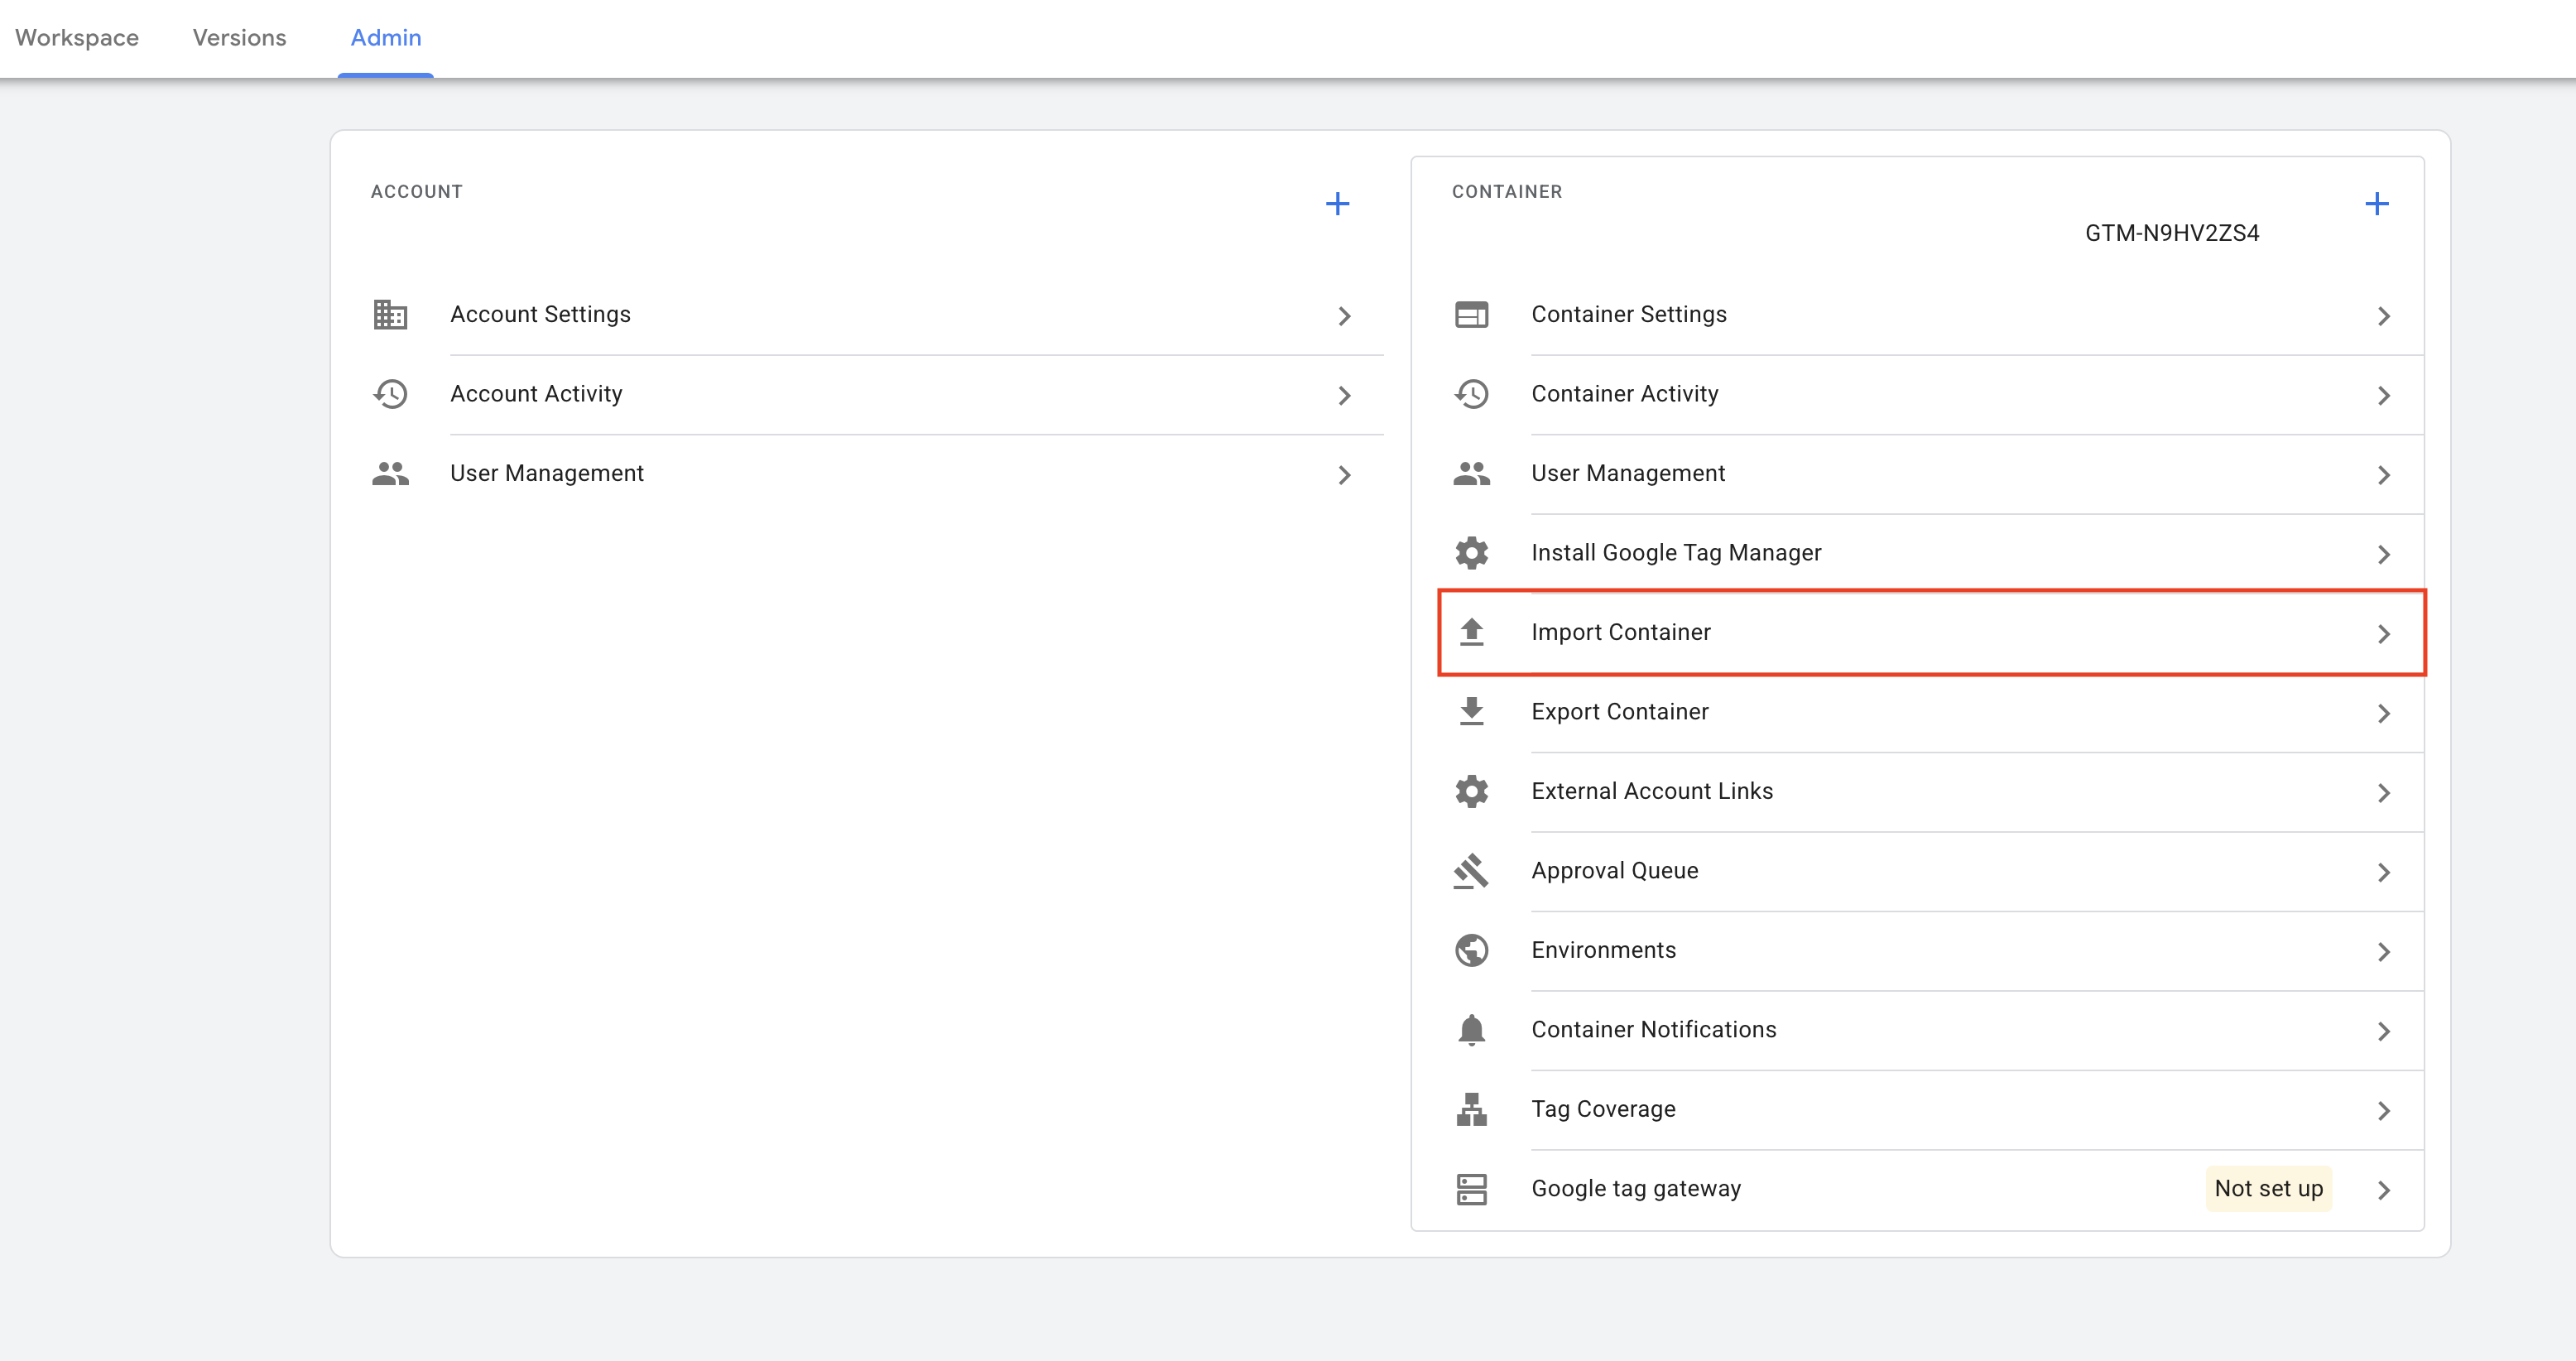 Workspace Versions Admin
ACCOUNT
Account Settings
Account Activity
User Management
CONTAINER
GTM-N9HV2ZS4
Container Settings
Container Activity
User Management
Install Google Tag Manager
Import Container
Export Container
External Account Links
Approval Queue
Environments
Container Notifications
Tag Coverage
Google tag gateway Not set up